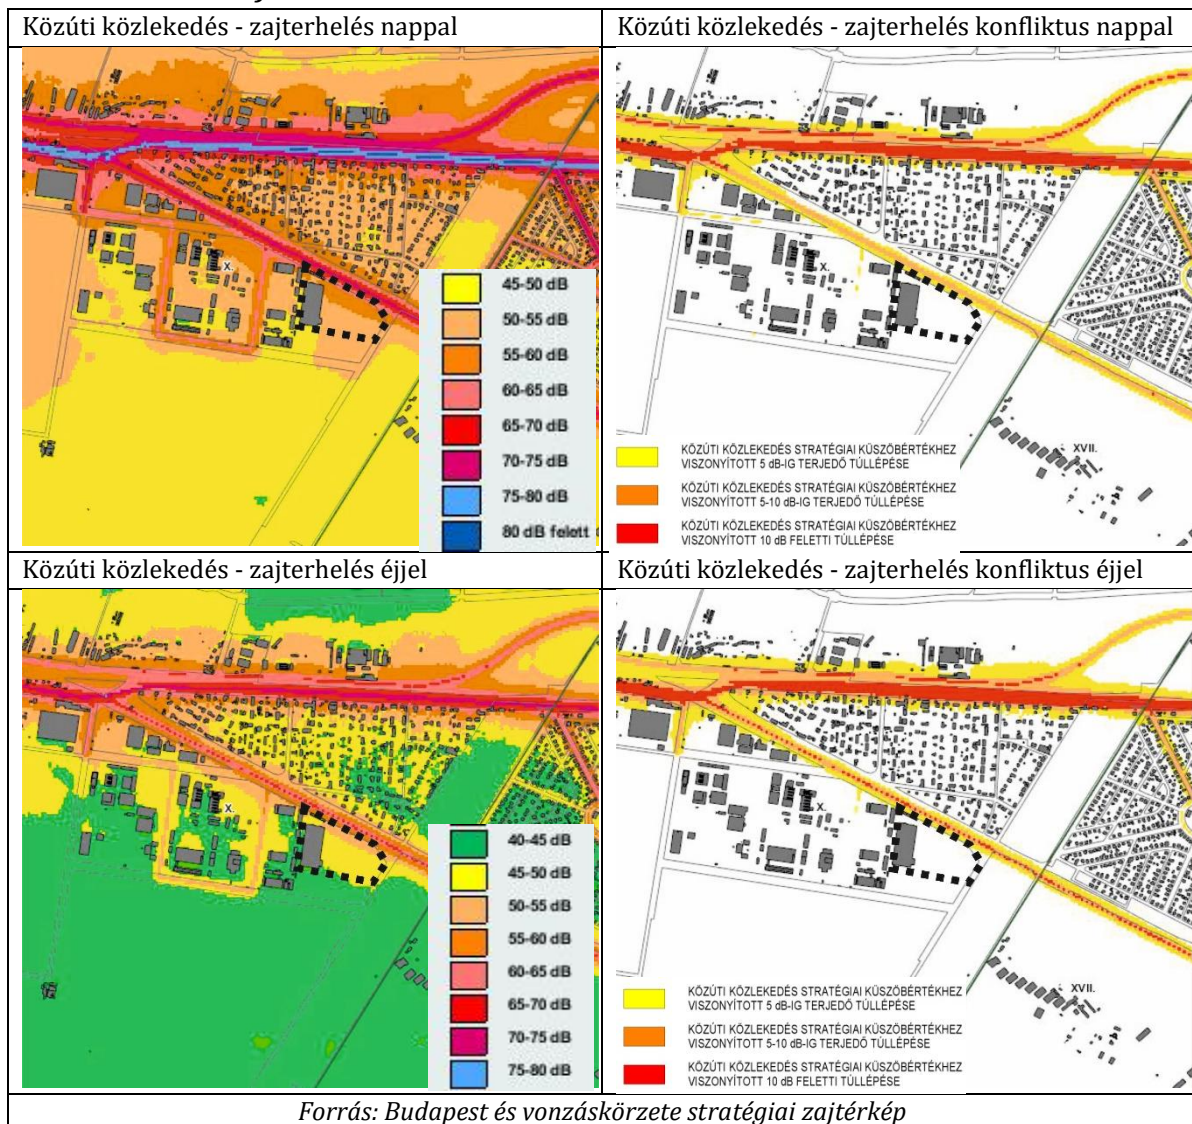 Közúti közlekedés - zajterhelés nappal
Közúti közlekedés - zajterhelés konfliktus nappal
X.
45-50 dB
50-55 dB
55-60 dB
60-65 dB
65-70 dB
70-75 dB
75-80 dB
80 dB felett
X.
XVII.
KÖZÚTI KÖZLEKEDÉS STRATÉGIAI KÜSZÖBÉRTÉKHEZ
VISZONYÍTOTT 5 dB-IG TERJEDŐ TÚLLÉPÉSE
KÖZÚTI KÖZLEKEDÉS STRATÉGIAI KÜSZÖBÉRTÉKHEZ
VISZONYÍTOTT 5-10 dB-IG TERJEDŐ TÚLLÉPÉSE
KÖZÚTI KÖZLEKEDÉS STRATÉGIAI KÜSZÖBÉRTÉKHEZ
VISZONYÍTOTT 10 dB FELETTI TÚLLÉPÉSE
Közúti közlekedés - zajterhelés éjjel
Közúti közlekedés - zajterhelés konfliktus éjjel
X.
40-45 dB
45-50 dB
50-55 dB
55-60 dB
60-65 dB
65-70 dB
70-75 dB
75-80 dB
X.
XVII.
KÖZÚTI KÖZLEKEDÉS STRATÉGIAI KÜSZÖBÉRTÉKHEZ
VISZONYÍTOTT 5 dB-IG TERJEDŐ TÚLLÉPÉSE
KÖZÚTI KÖZLEKEDÉS STRATÉGIAI KÜSZÖBÉRTÉKHEZ
VISZONYÍTOTT 5-10 dB-IG TERJEDŐ TÚLLÉPÉSE
KÖZÚTI KÖZLEKEDÉS STRATÉGIAI KÜSZÖBÉRTÉKHEZ
VISZONYÍTOTT 10 dB FELETTI TÚLLÉPÉSE
Forrás: Budapest és vonzáskörzete stratégiai zajtérkép